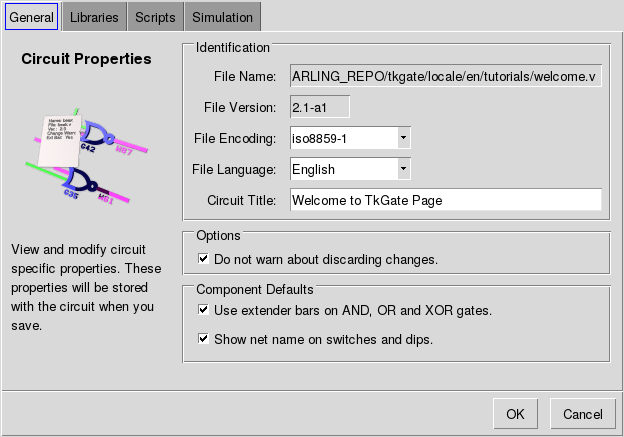 General Libraries Scripts Simulation
Circuit Properties
G42
W87
G35
W61
View and modify circuit
specific properties. These
properties will be stored
with the circuit when you
save.
Identification
File Name: ARLING_REPO/tkgate/locale/en/tutorials/welcome.v
File Version: 2.1-a1
File Encoding: iso8859-1
File Language: English
Circuit Title: Welcome to TkGate Page
Options
Do not warn about discarding changes.
Component Defaults
Use extender bars on AND, OR and XOR gates.
Show net name on switches and dips.
OK Cancel